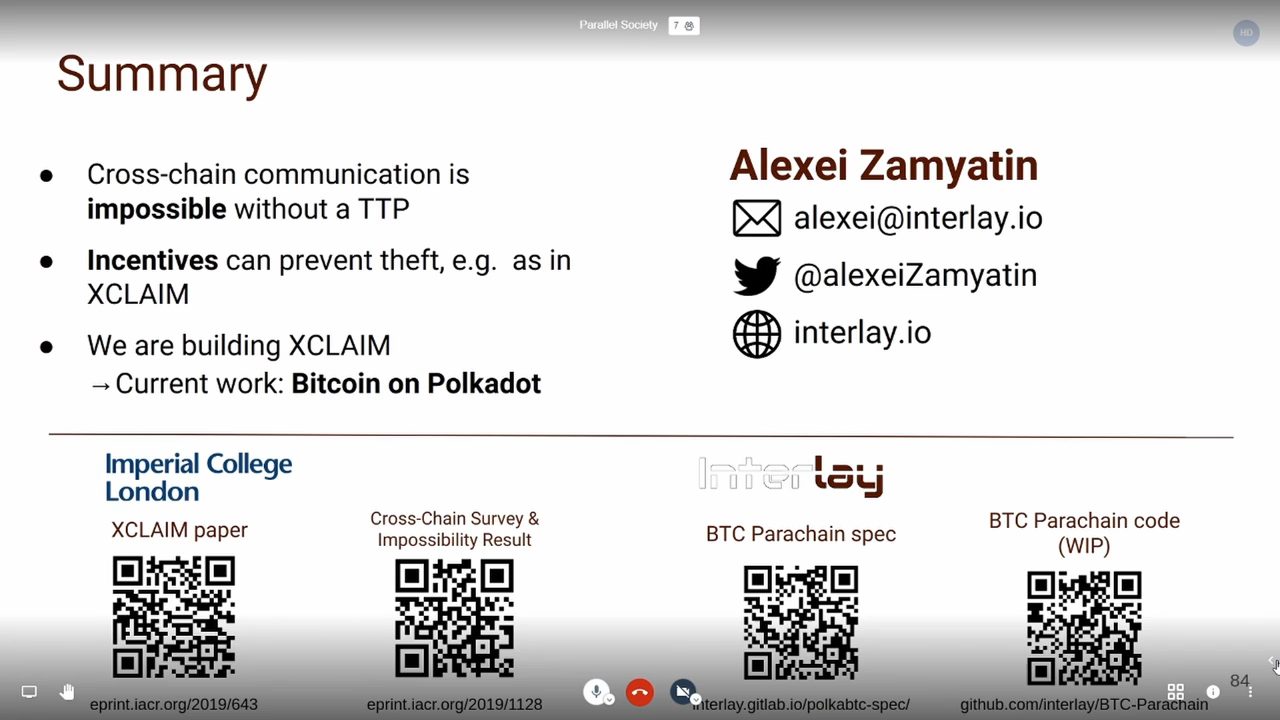 Parallel Society 7
HD
Summary
● Cross-chain communication is
impossible without a TTP
● Incentives can prevent theft, e.g. as in
XCLAIM
● We are building XCLAIM
→Current work: Bitcoin on Polkadot
Alexei Zamyatin
alexei@interlay.io
@alexeiZamyatin
interlay.io
Imperial College
London
XCLAIM paper
eprint.iacr.org/2019/643
Cross-Chain Survey &
Impossibility Result
eprint.iacr.org/2019/1128
Interlay
BTC Parachain spec
interlay.gitlab.io/polkabtc-spec/
BTC Parachain code
(WIP)
github.com/interlay/BTC-Parachain
84